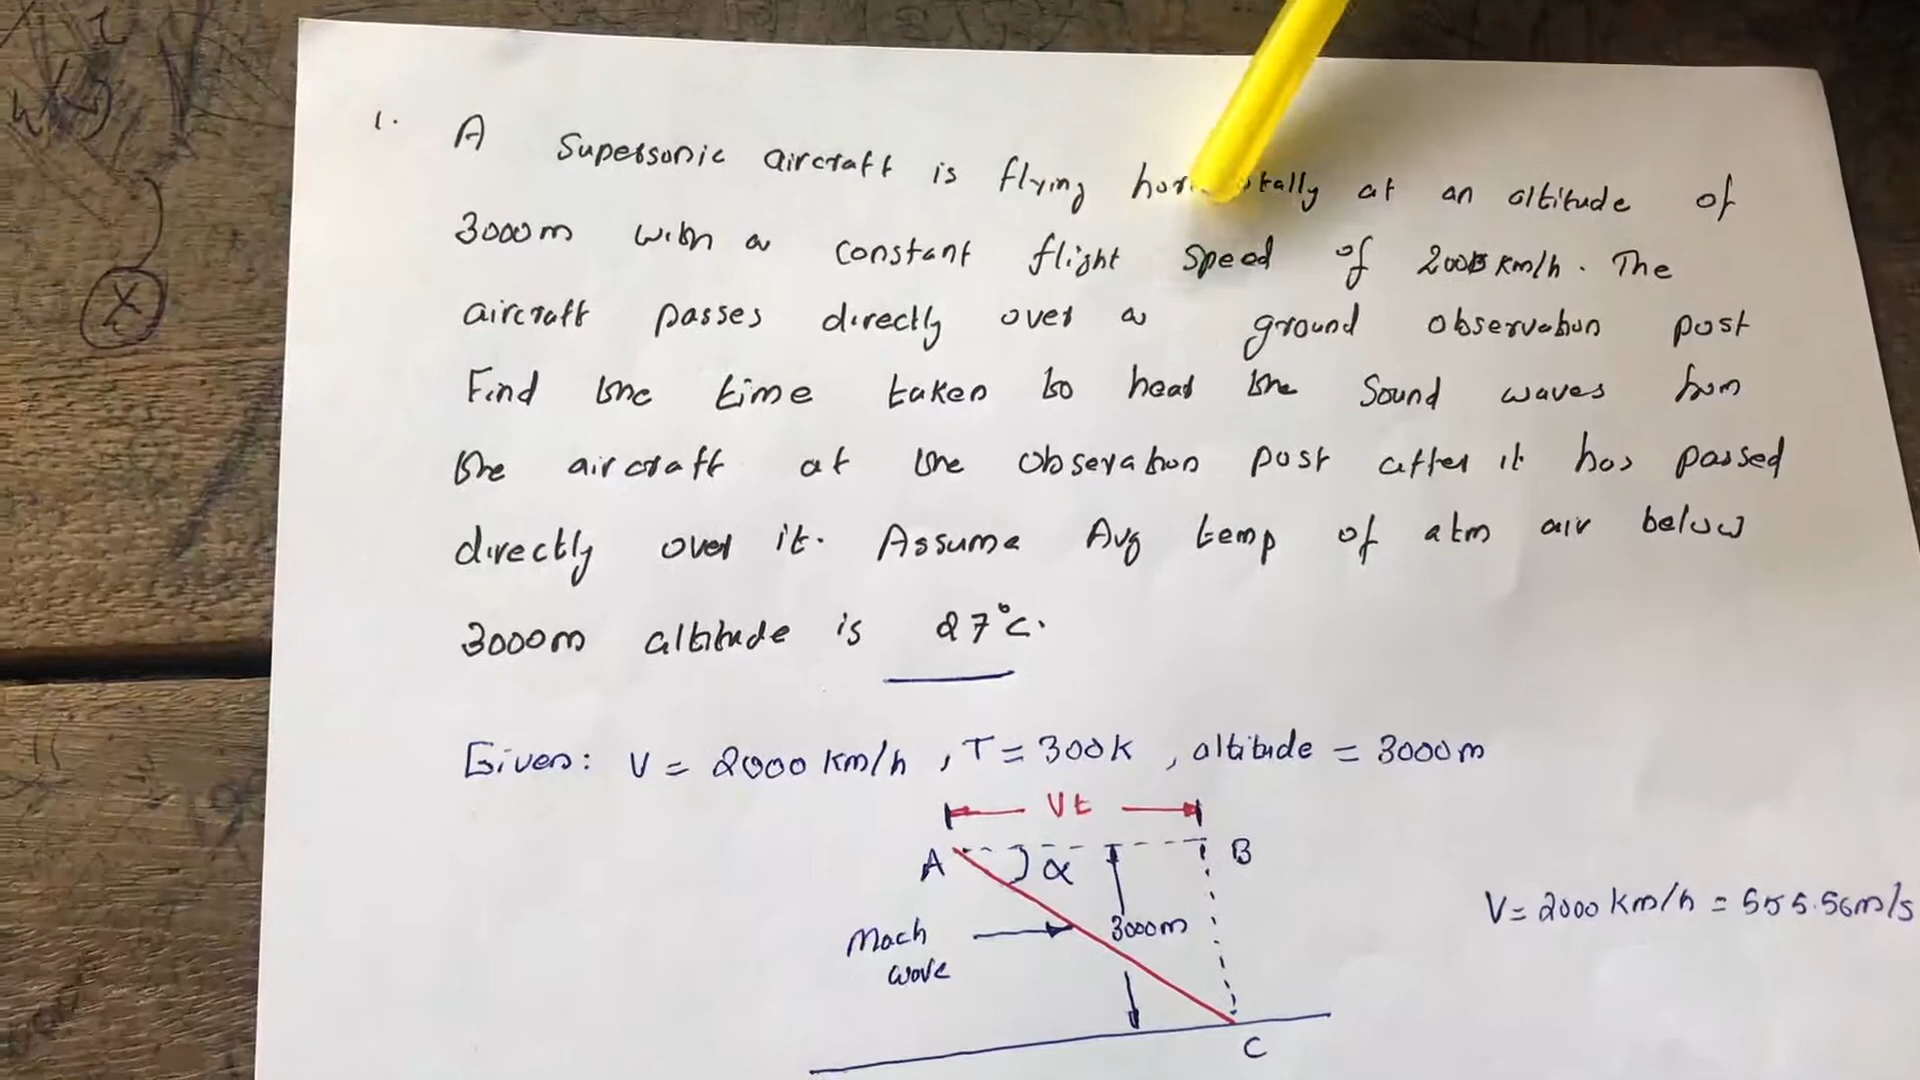 1. A Supersonic aircraft is flying at an altitude of
3000m with a constant flight speed of 2000 km/h. The
aircraft passes directly over a ground observation post
Find the time taken to hear the Sound waves from
the aircraft at the obseration post after it has passed
directly over it. Assume Avg temp of atm air below
3000m altitude is 27°C.
Given: V = 2000 km/h, T = 300K, altitude = 3000m
Vt
A α B
Mach 3000m
wave
V = 2000 km/h = 555.56m/s
C